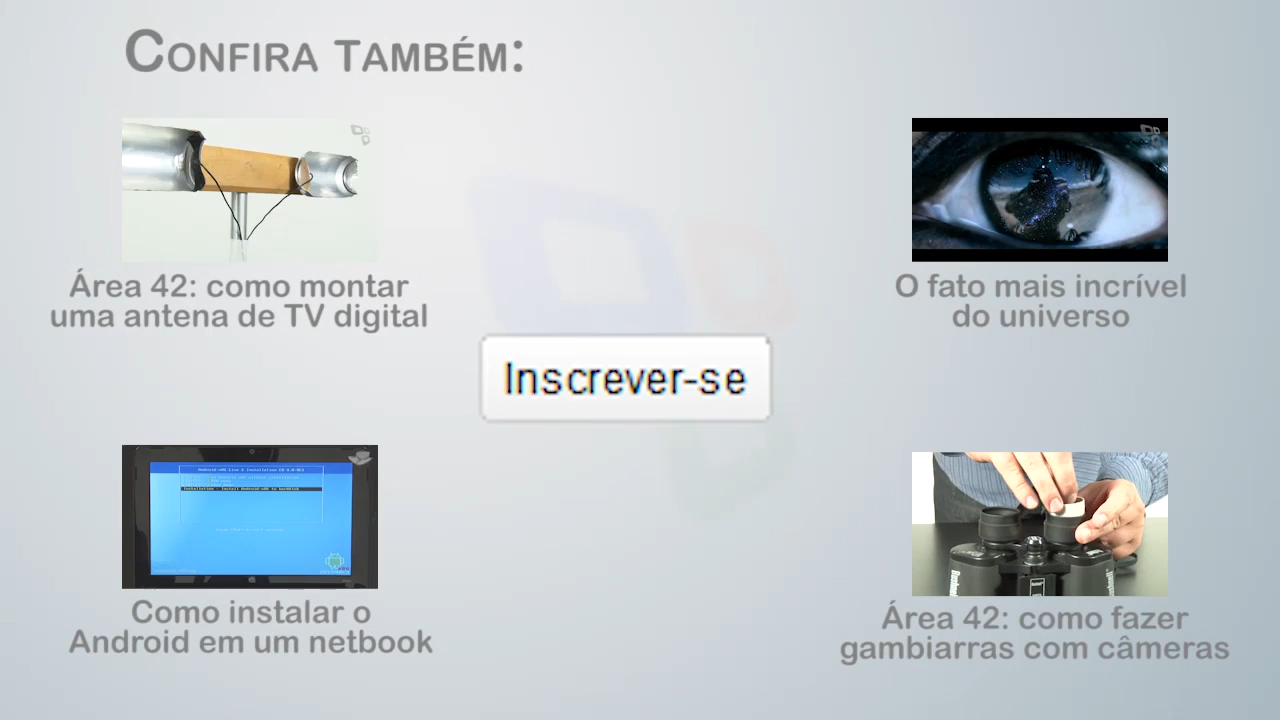 Confira Também:
Área 42: como montar
uma antena de TV digital
O fato mais incrível
do universo
Inscrever-se
Como instalar o
Android em um netbook
Área 42: como fazer
gambiarras com câmeras